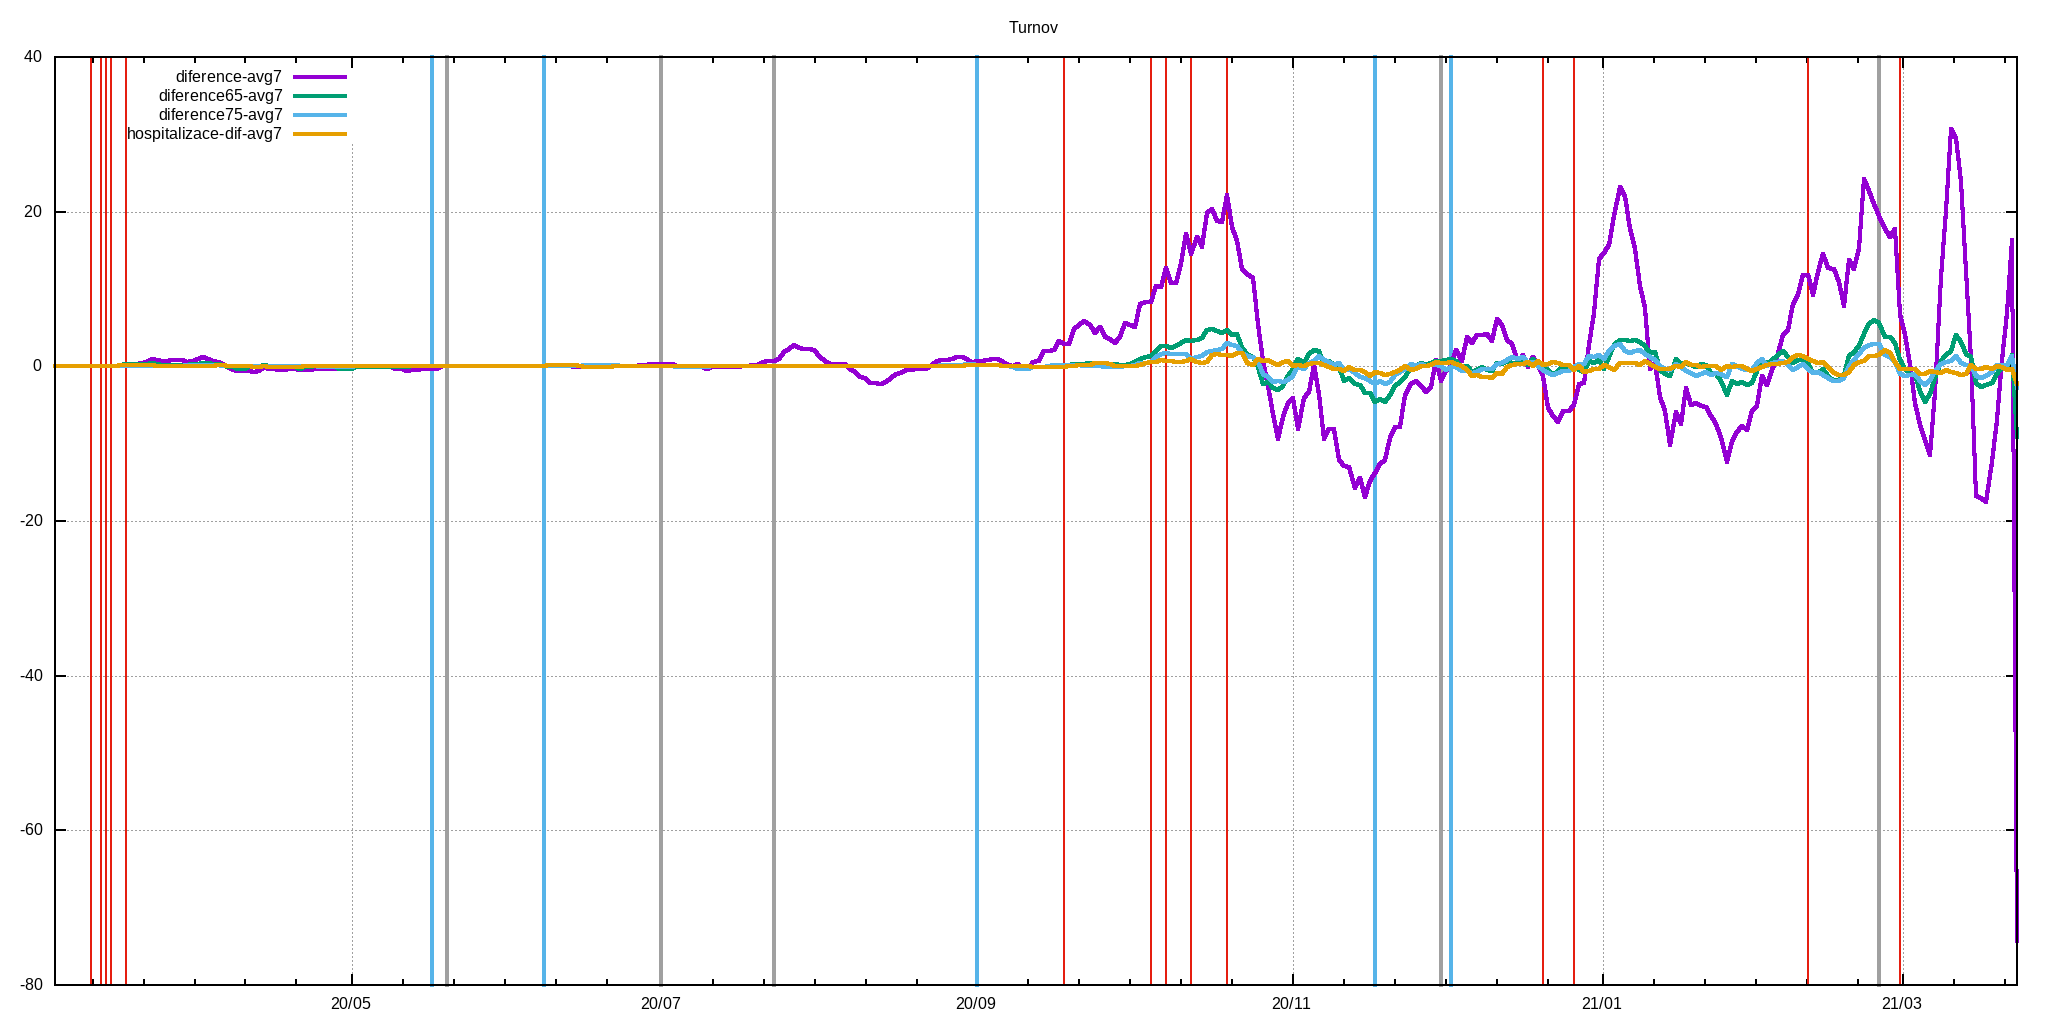 Turnov
40
20
0
-20
-40
-60
-80
diference-avg7
diference65-avg7
diference75-avg7
hospitalizace-dif-avg7
20/05
20/07
20/09
20/11
21/01
21/03